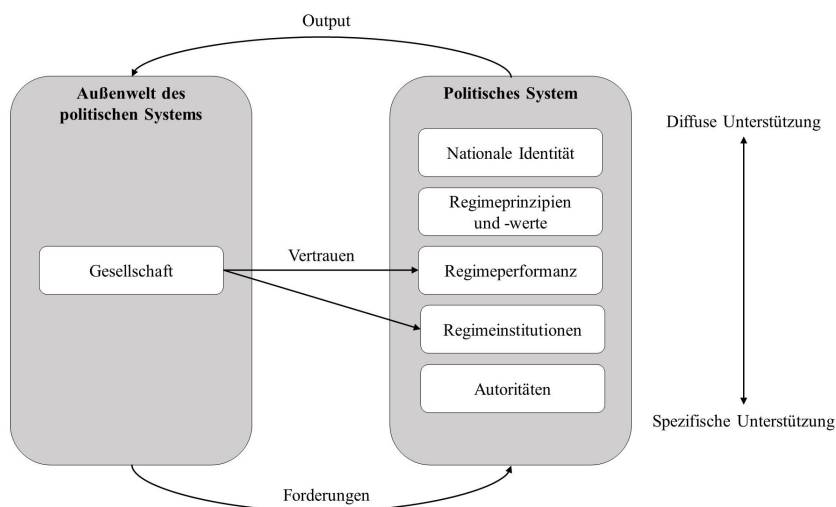 Output
Außenwelt des
politischen Systems
Gesellschaft
Vertrauen
Politisches System
Nationale Identität
Regimeprinzipien
und -werte
Regimeperformanz
Regimeinstitutionen
Autoritäten
Diffuse Unterstützung
Spezifische Unterstützung
Forderungen